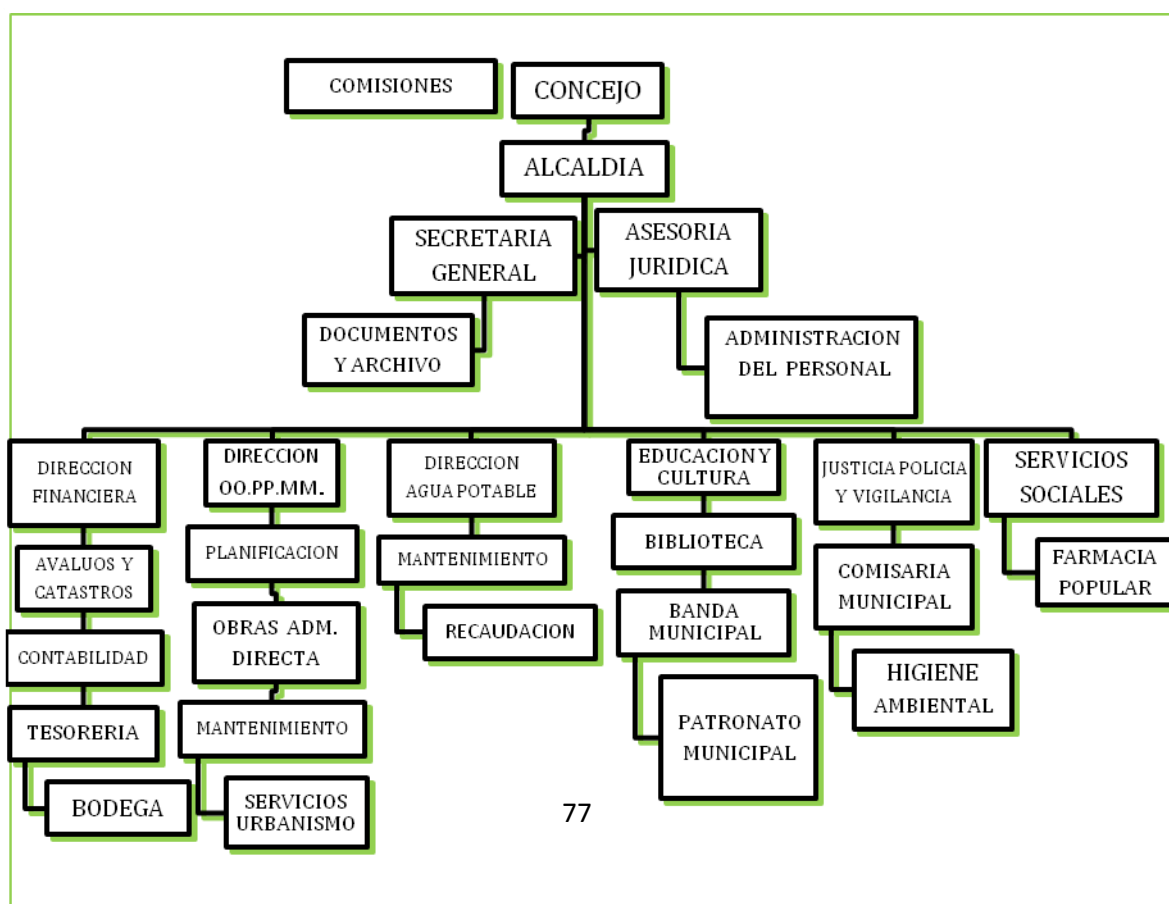 COMISIONES
CONCEJO
ALCALDIA
SECRETARIA
GENERAL
ASESORIA
JURIDICA
DOCUMENTOS
Y ARCHIVO
ADMINISTRACION
DEL PERSONAL
DIRECCION
FINANCIERA
DIRECCION
OO.PP.MM.
DIRECCION
AGUA POTABLE
EDUCACION Y
CULTURA
JUSTICIA POLICIA
Y VIGILANCIA
SERVICIOS
SOCIALES
AVALUOS Y
CATASTROS
PLANIFICACION
MANTENIMIENTO
BIBLIOTECA
COMISARIA
MUNICIPAL
FARMACIA
POPULAR
CONTABILIDAD
OBRAS ADM.
DIRECTA
RECAUDACION
BANDA
MUNICIPAL
HIGIENE
AMBIENTAL
TESORERIA
MANTENIMIENTO
PATRONATO
MUNICIPAL
BODEGA
SERVICIOS
URBANISMO
77